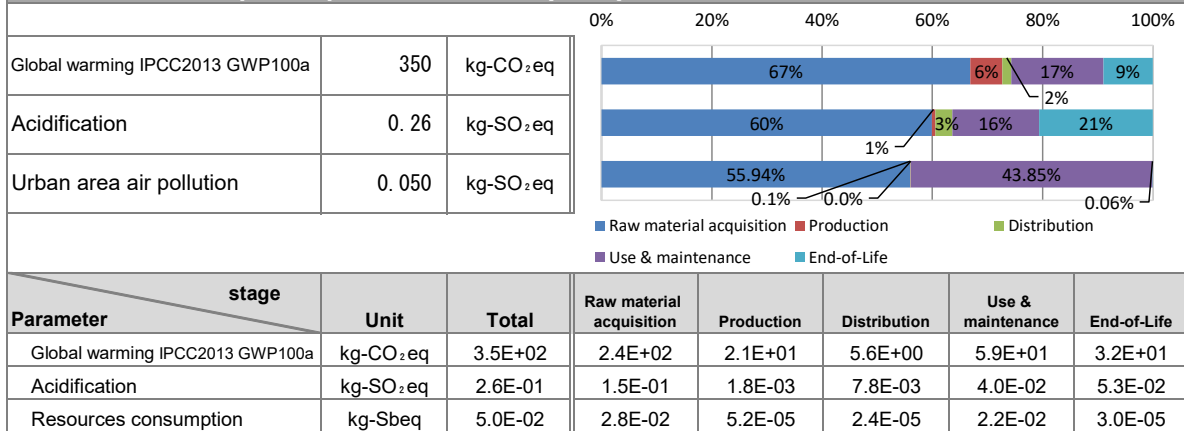 0% 20% 40% 60% 80% 100%
Global warming IPCC2013 GWP100a 350 kg-CO₂eq
67% 6% 17% 9%
2%
Acidification 0.26 kg-SO₂eq
60% 3% 16% 21%
1%
Urban area air pollution 0.050 kg-SO₂eq
55.94% 43.85%
0.1% 0.0% 0.06%
Raw material acquisition Production Distribution
Use & maintenance End-of-Life
stage
Parameter Unit Total Raw material acquisition Production Distribution Use & maintenance End-of-Life
Global warming IPCC2013 GWP100a kg-CO₂eq 3.5E+02 2.4E+02 2.1E+01 5.6E+00 5.9E+01 3.2E+01
Acidification kg-SO₂eq 2.6E-01 1.5E-01 1.8E-03 7.8E-03 4.0E-02 5.3E-02
Resources consumption kg-Sbeq 5.0E-02 2.8E-02 5.2E-05 2.4E-05 2.2E-02 3.0E-05